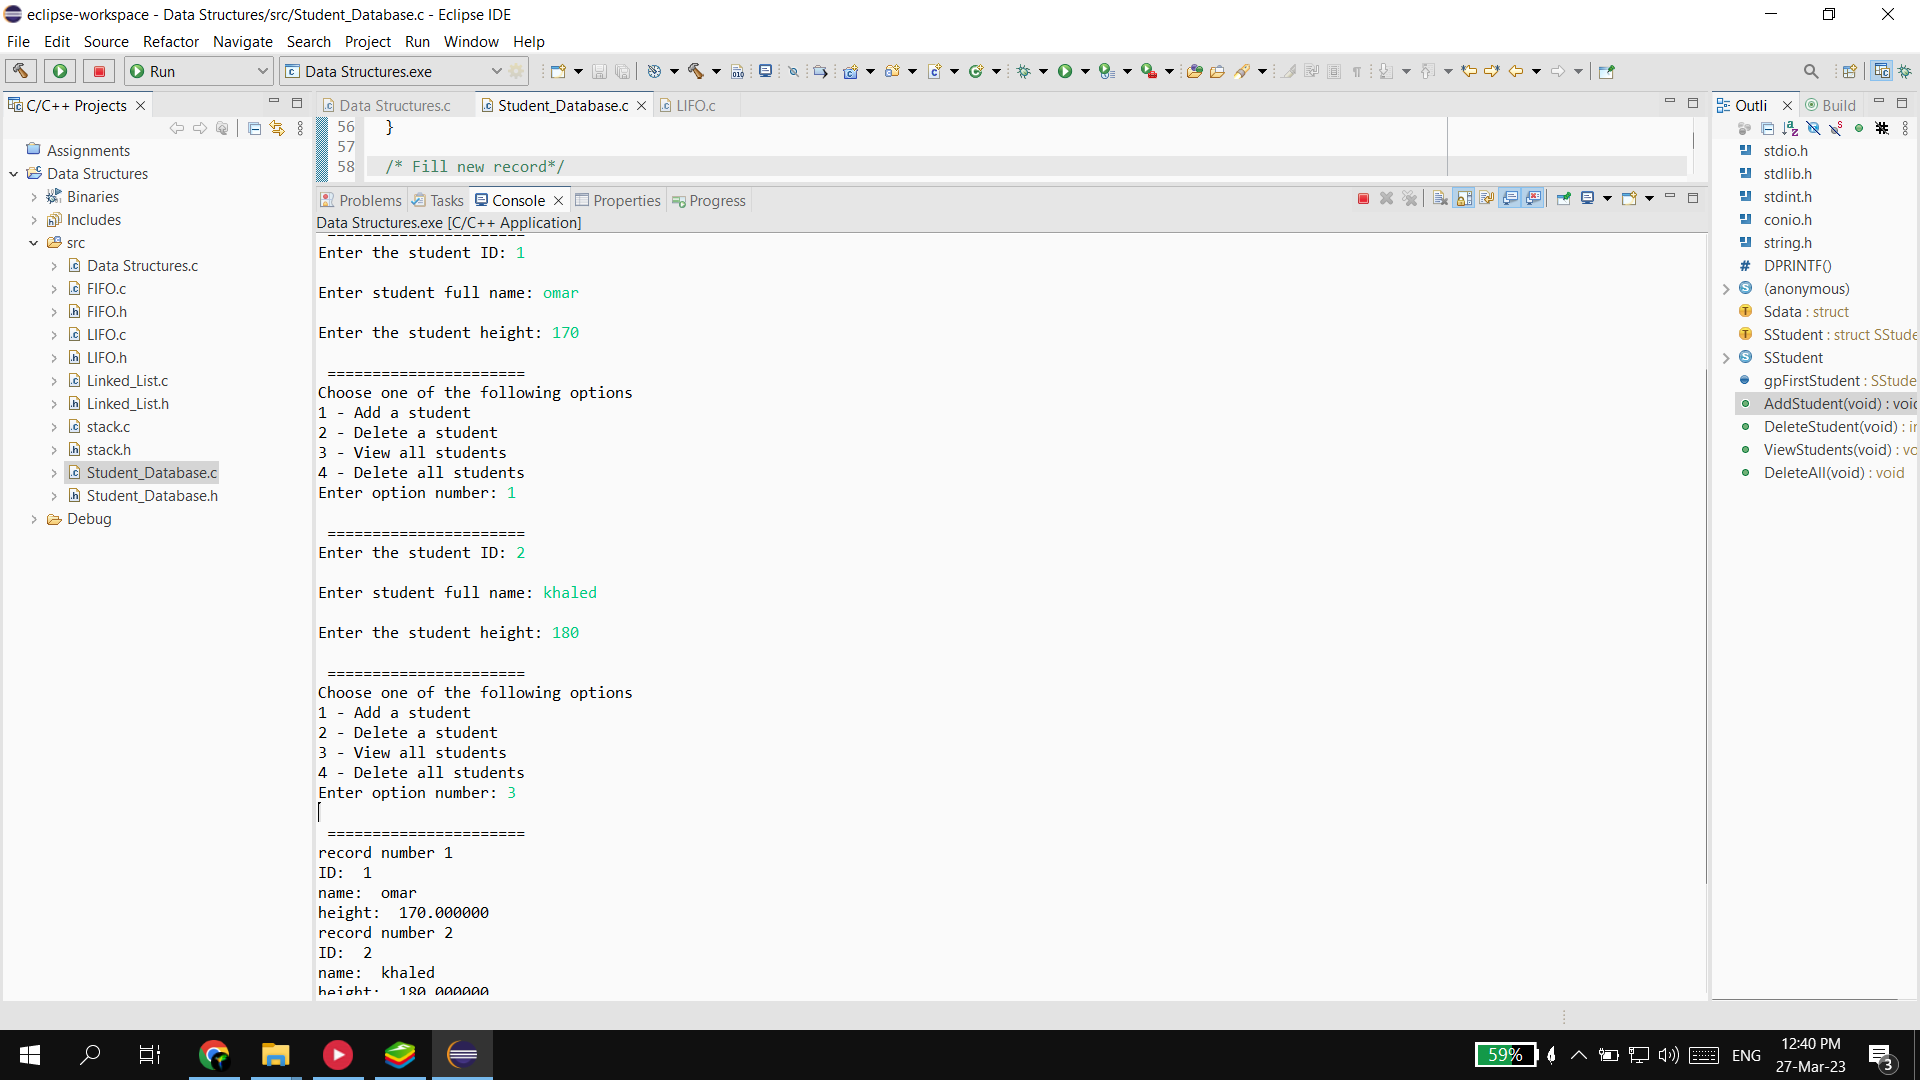 eclipse-workspace - Data Structures/src/Student_Database.c - Eclipse IDE
File Edit Source Refactor Navigate Search Project Run Window Help
Run
Data Structures.exe
C/C++ Projects
Assignments
Data Structures
Binaries
Includes
src
Data Structures.c
FIFO.c
FIFO.h
LIFO.c
LIFO.h
Linked_List.c
Linked_List.h
stack.c
stack.h
Student_Database.c
Student_Database.h
Debug
Data Structures.c Student_Database.c LIFO.c
56 }
57
58 /* Fill new record*/
Problems Tasks Console Properties Progress
Data Structures.exe [C/C++ Application]
======================
Enter the student ID: 1
Enter student full name: omar
Enter the student height: 170
======================
Choose one of the following options
1 - Add a student
2 - Delete a student
3 - View all students
4 - Delete all students
Enter option number: 1
======================
Enter the student ID: 2
Enter student full name: khaled
Enter the student height: 180
======================
Choose one of the following options
1 - Add a student
2 - Delete a student
3 - View all students
4 - Delete all students
Enter option number: 3
======================
record number 1
ID:  1
name:  omar
height:  170.000000
record number 2
ID:  2
name:  khaled
height:  180.000000
Outli Build
stdio.h
stdlib.h
stdint.h
conio.h
string.h
DPRINTF()
(anonymous)
Sdata : struct
SStudent : struct SStude
SStudent
gpFirstStudent : SStude
AddStudent(void) : voic
DeleteStudent(void) : ir
ViewStudents(void) : vo
DeleteAll(void) : void
59%
ENG
12:40 PM
27-Mar-23
3